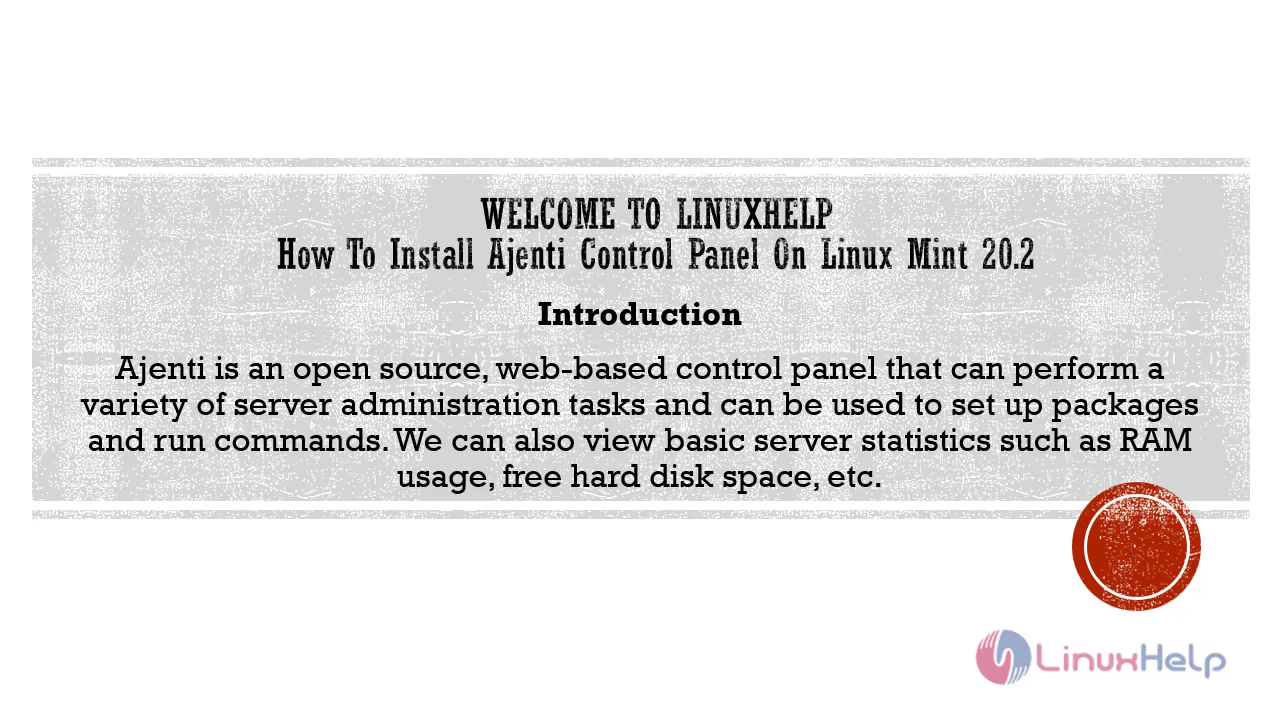 WELCOME TO LINUXHELP
How To Install Ajenti Control Panel On Linux Mint 20.2
Introduction
Ajenti is an open source, web-based control panel that can perform a
variety of server administration tasks and can be used to set up packages
and run commands. We can also view basic server statistics such as RAM
usage, free hard disk space, etc.
LinuxHelp